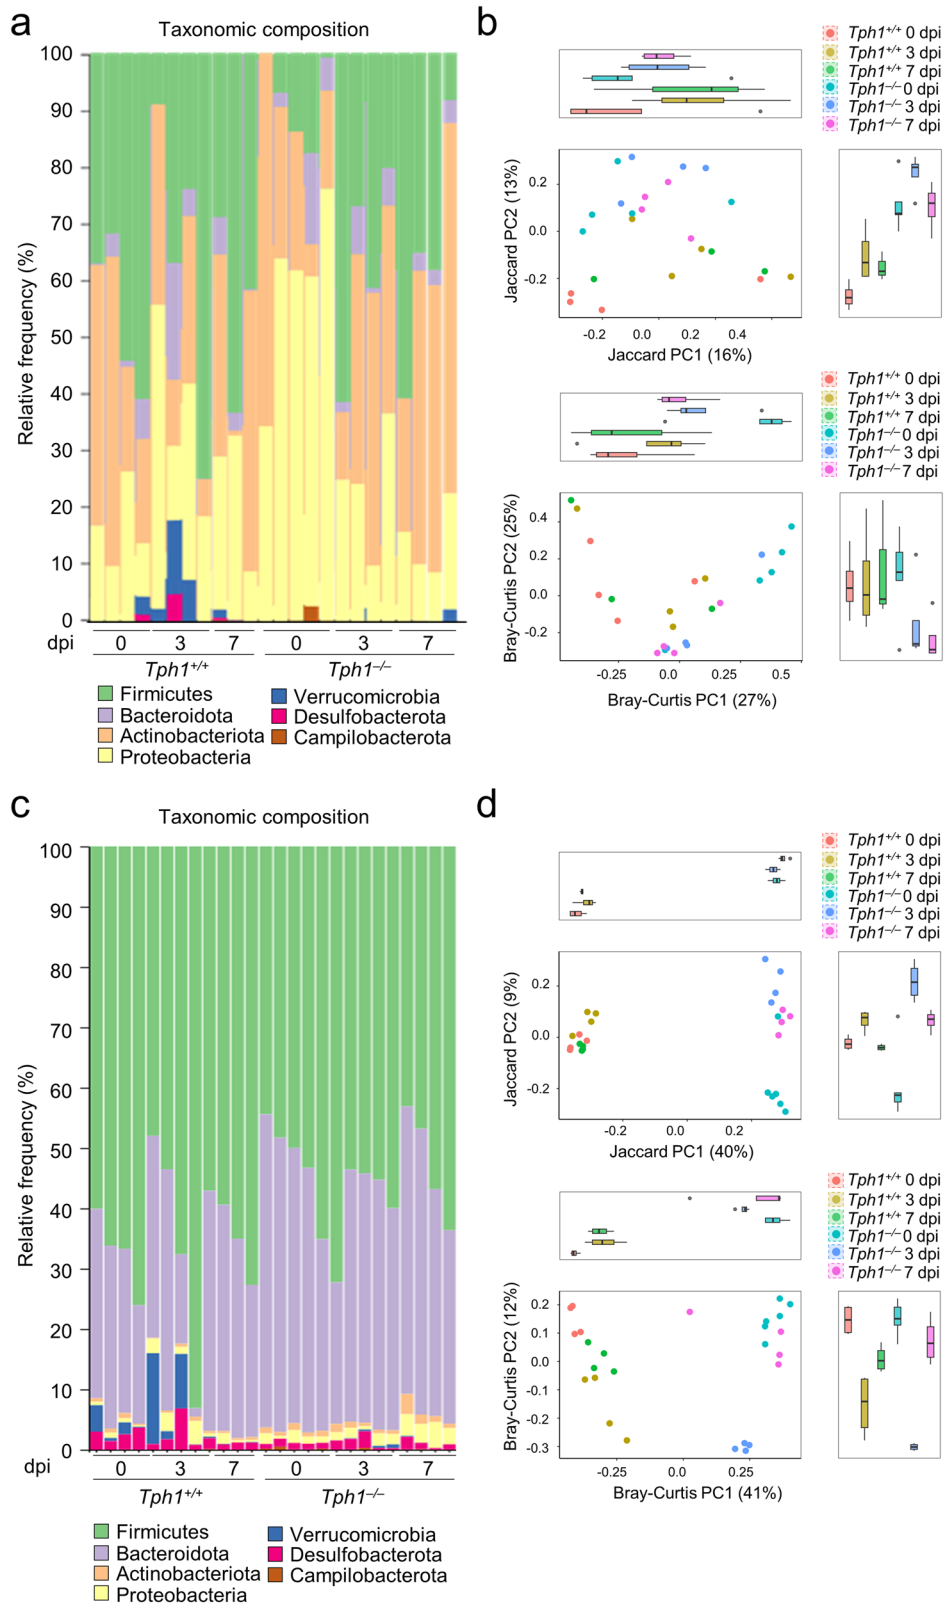 a
Taxonomic composition
Relative frequency (%)
100
90
80
70
60
50
40
30
20
10
0
dpi
0 3 7 0 3 7
Tph1+/+ Tph1–/–
Firmicutes
Bacteroidota
Actinobacteriota
Proteobacteria
Verrucomicrobia
Desulfobacterota
Campilobacterota
b
Tph1+/+ 0 dpi
Tph1+/+ 3 dpi
Tph1+/+ 7 dpi
Tph1–/– 0 dpi
Tph1–/– 3 dpi
Tph1–/– 7 dpi
Jaccard PC2 (13%)
0.2
0.0
-0.2
-0.2 0.0 0.2 0.4
Jaccard PC1 (16%)
Tph1+/+ 0 dpi
Tph1+/+ 3 dpi
Tph1+/+ 7 dpi
Tph1–/– 0 dpi
Tph1–/– 3 dpi
Tph1–/– 7 dpi
Bray-Curtis PC2 (25%)
0.4
0.2
0.0
-0.2
-0.25 0.00 0.25 0.5
Bray-Curtis PC1 (27%)
c
Taxonomic composition
Relative frequency (%)
100
90
80
70
60
50
40
30
20
10
0
dpi
0 3 7 0 3 7
Tph1+/+ Tph1–/–
Firmicutes
Bacteroidota
Actinobacteriota
Proteobacteria
Verrucomicrobia
Desulfobacterota
Campilobacterota
d
Tph1+/+ 0 dpi
Tph1+/+ 3 dpi
Tph1+/+ 7 dpi
Tph1–/– 0 dpi
Tph1–/– 3 dpi
Tph1–/– 7 dpi
Jaccard PC2 (9%)
0.2
0.0
-0.2
-0.2 0.0 0.2
Jaccard PC1 (40%)
Tph1+/+ 0 dpi
Tph1+/+ 3 dpi
Tph1+/+ 7 dpi
Tph1–/– 0 dpi
Tph1–/– 3 dpi
Tph1–/– 7 dpi
Bray-Curtis PC2 (12%)
0.2
0.1
0.0
-0.1
-0.2
-0.3
-0.25 0.0 0.25
Bray-Curtis PC1 (41%)